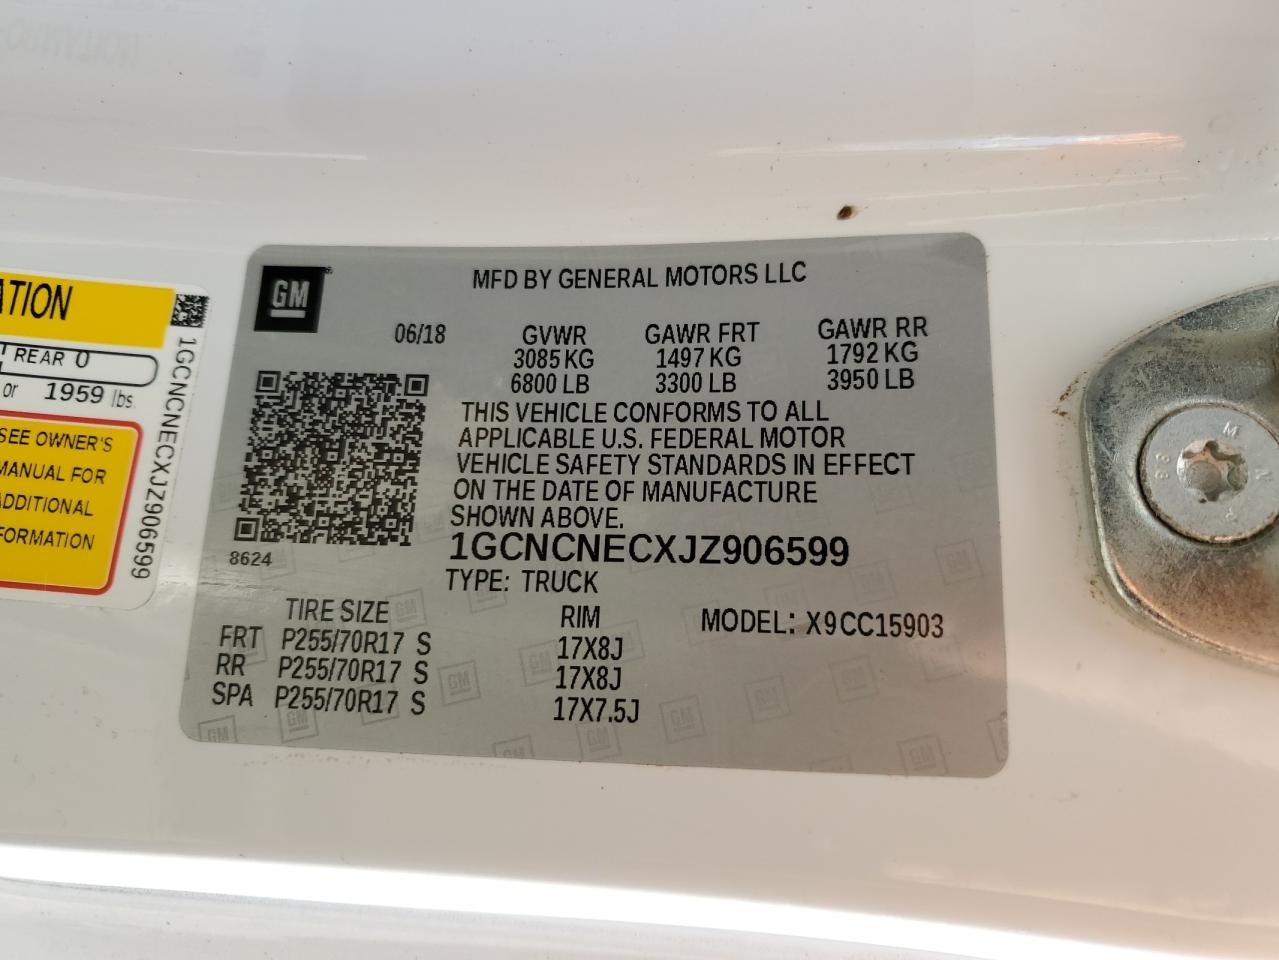 ATION
REAR 0
or 1959 lbs.
SEE OWNER'S
MANUAL FOR
ADDITIONAL
FORMATION
1GCNCNECXJZ906599
GM
MFD BY GENERAL MOTORS LLC
06/18 GVWR GAWR FRT GAWR RR
3085 KG 1497 KG 1792 KG
6800 LB 3300 LB 3950 LB
THIS VEHICLE CONFORMS TO ALL
APPLICABLE U.S. FEDERAL MOTOR
VEHICLE SAFETY STANDARDS IN EFFECT
ON THE DATE OF MANUFACTURE
SHOWN ABOVE.
8624
1GCNCNECXJZ906599
TYPE: TRUCK
TIRE SIZE RIM MODEL: X9CC15903
FRT P255/70R17 S 17X8J
RR P255/70R17 S 17X8J
SPA P255/70R17 S 17X7.5J